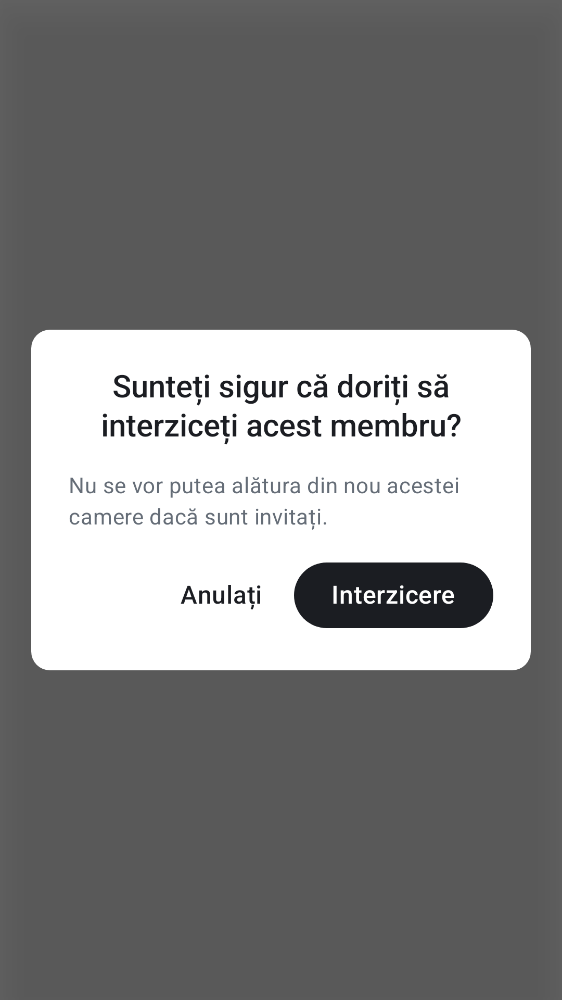 Sunteți sigur că doriți să
interziceți acest membru?
Nu se vor putea alătura din nou acestei
camere dacă sunt invitați.
Anulați
Interzicere